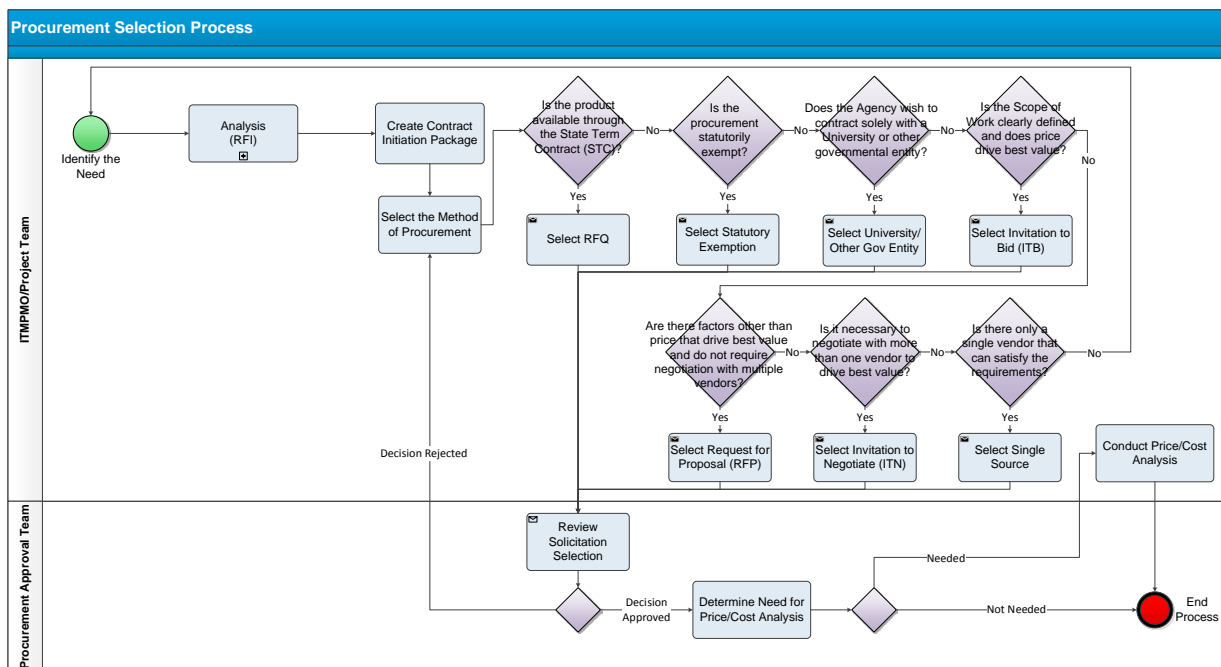 Procurement Selection Process
ITMPMO/Project Team
Identify the
Need
Analysis
(RFI)
Create Contract
Initiation Package
Select the Method
of Procurement
Is the product
available through
the State Term
Contract (STC)?
No
Is the
procurement
statutorily
exempt?
No
Does the Agency wish to
contract solely with a
University or other
governmental entity?
No
Is the Scope of
Work clearly defined
and does price
drive best value?
No
Yes
Yes
Yes
Yes
Select RFQ
Select Statutory
Exemption
Select University/
Other Gov Entity
Select Invitation to
Bid (ITB)
Are there factors other than
price that drive best value
and do not require
negotiation with multiple
vendors?
No
Is it necessary to
negotiate with more
than one vendor to
drive best value?
No
Is there only a
single vendor that
can satisfy the
requirements?
No
Yes
Yes
Yes
Select Request for
Proposal (RFP)
Select Invitation to
Negotiate (ITN)
Select Single
Source
Conduct Price/Cost
Analysis
Decision Rejected
Procurement Approval Team
Review
Solicitation
Selection
Needed
Decision
Approved
Determine Need for
Price/Cost Analysis
Not Needed
End
Process